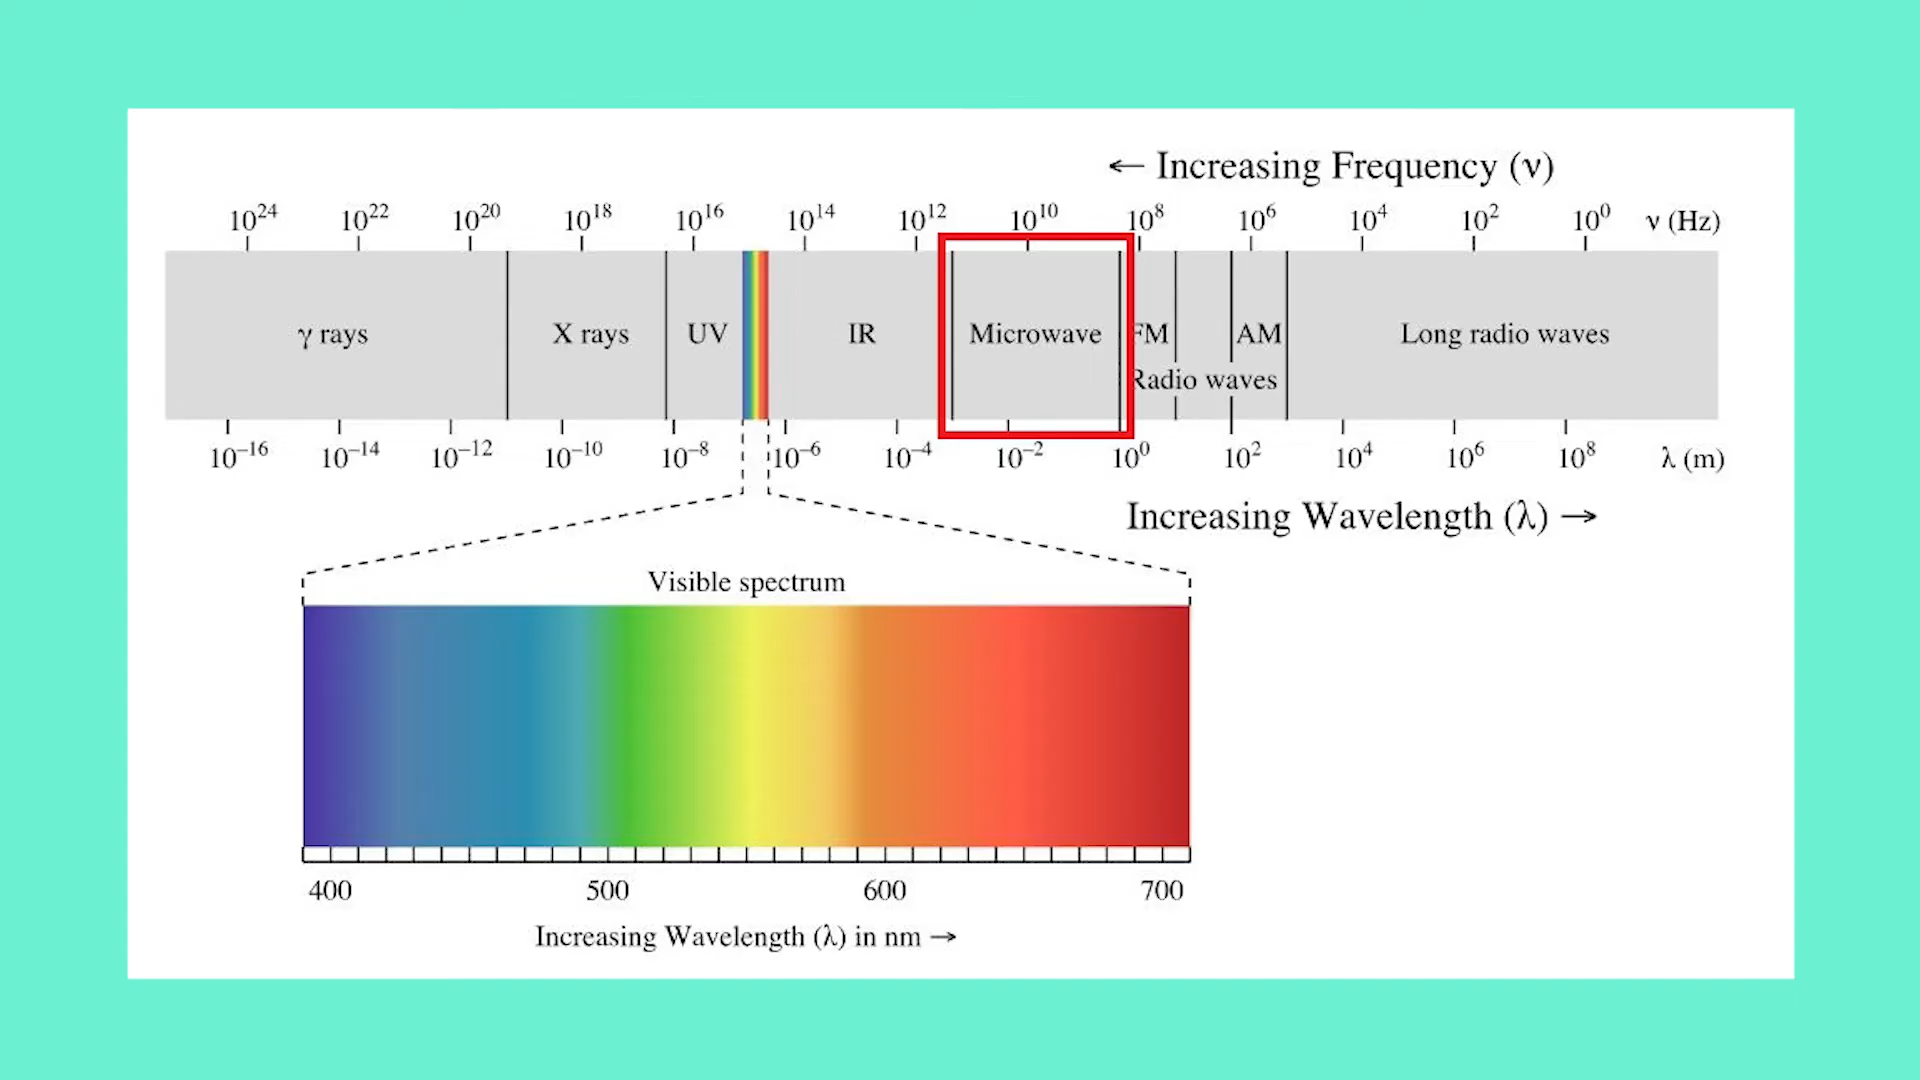 ← Increasing Frequency (ν)
10²⁴ 10²² 10²⁰ 10¹⁸ 10¹⁶ 10¹⁴ 10¹² 10¹⁰ 10⁸ 10⁶ 10⁴ 10² 10⁰ ν (Hz)
γ rays X rays UV IR Microwave FM AM Long radio waves
Radio waves
10⁻¹⁶ 10⁻¹⁴ 10⁻¹² 10⁻¹⁰ 10⁻⁸ 10⁻⁶ 10⁻⁴ 10⁻² 10⁰ 10² 10⁴ 10⁶ 10⁸ λ (m)
Increasing Wavelength (λ) →
Visible spectrum
400 500 600 700
Increasing Wavelength (λ) in nm →